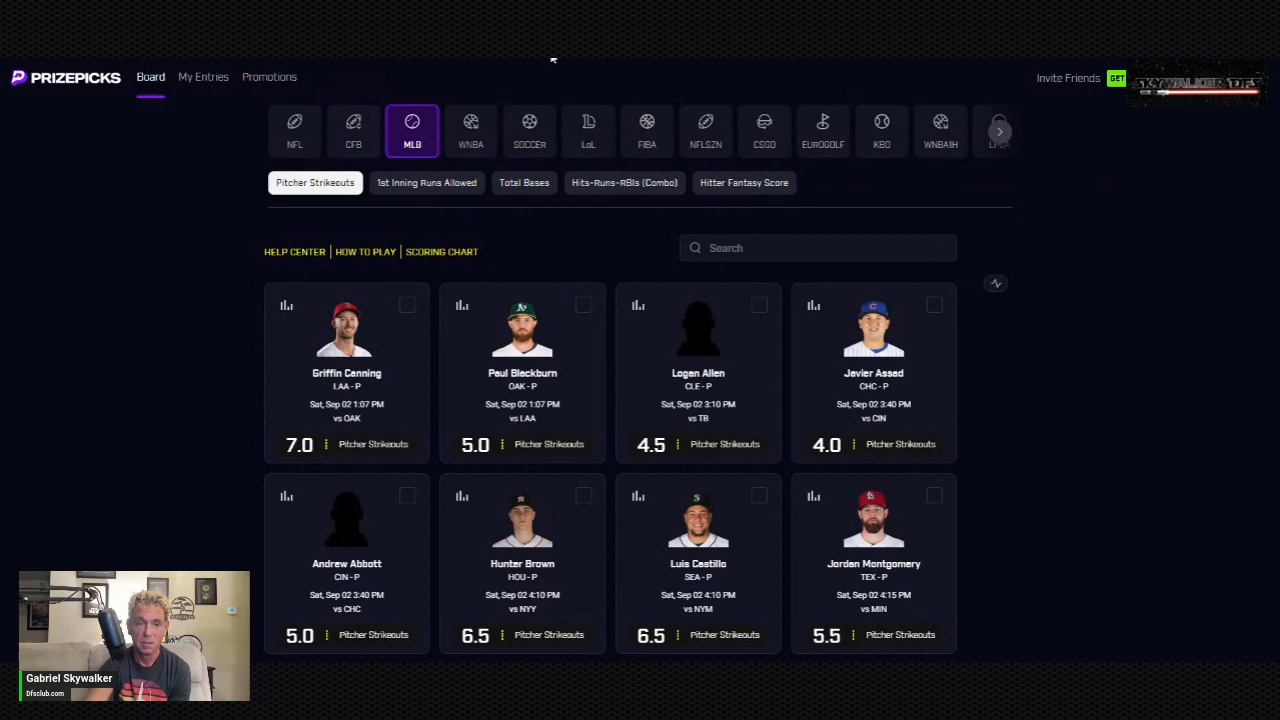 PRIZEPICKS
Board
My Entries
Promotions
Invite Friends
GET
SKYWALKER DFS
NFL
CFB
MLB
WNBA
SOCCER
LoL
FIBA
NFLSZN
CSGO
EUROGOLF
KBO
WNBA1H
Pitcher Strikeouts
1st Inning Runs Allowed
Total Bases
Hits-Runs-RBIs (Combo)
Hitter Fantasy Score
HELP CENTER | HOW TO PLAY | SCORING CHART
Search
Griffin Canning
LAA - P
Sat, Sep 02 1:07 PM
vs OAK
7.0 Pitcher Strikeouts
Paul Blackburn
OAK - P
Sat, Sep 02 1:07 PM
vs LAA
5.0 Pitcher Strikeouts
Logan Allen
CLE - P
Sat, Sep 02 3:10 PM
vs TB
4.5 Pitcher Strikeouts
Javier Assad
CHC - P
Sat, Sep 02 3:40 PM
vs CIN
4.0 Pitcher Strikeouts
Andrew Abbott
CIN - P
Sat, Sep 02 3:40 PM
vs CHC
5.0 Pitcher Strikeouts
Hunter Brown
HOU - P
Sat, Sep 02 4:10 PM
vs NYY
6.5 Pitcher Strikeouts
Luis Castillo
SEA - P
Sat, Sep 02 4:10 PM
vs NYM
6.5 Pitcher Strikeouts
Jordan Montgomery
TEX - P
Sat, Sep 02 4:15 PM
vs MIN
5.5 Pitcher Strikeouts
Gabriel Skywalker
Dfsclub.com